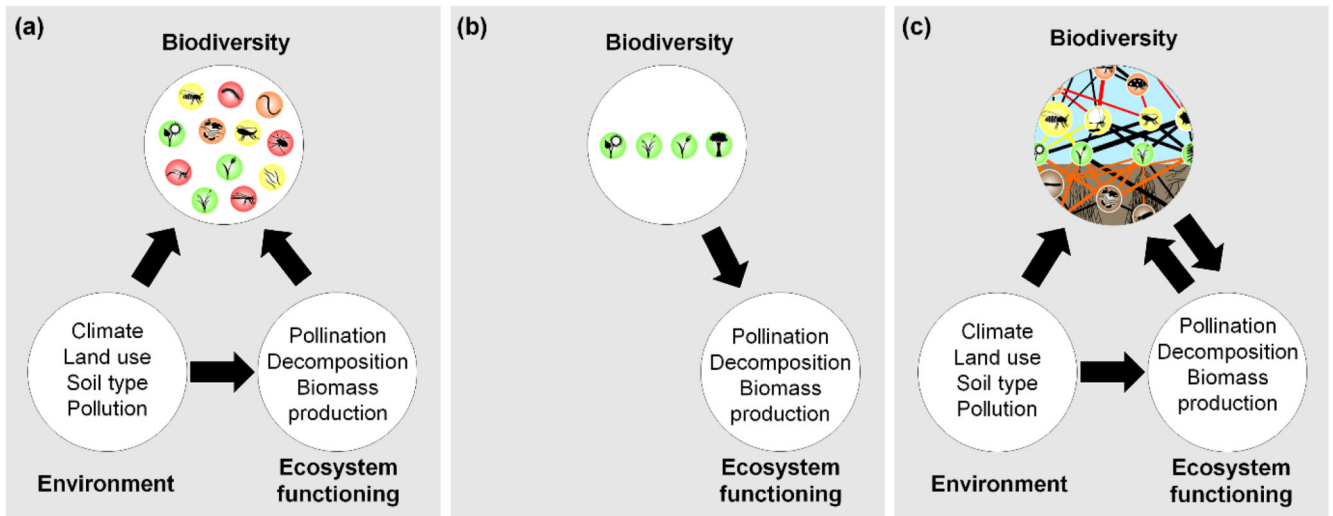 (a)
Biodiversity
Climate
Land use
Soil type
Pollution
Pollination
Decomposition
Biomass
production
Environment
Ecosystem
functioning
(b)
Biodiversity
Pollination
Decomposition
Biomass
production
Ecosystem
functioning
(c)
Biodiversity
Climate
Land use
Soil type
Pollution
Pollination
Decomposition
Biomass
production
Environment
Ecosystem
functioning